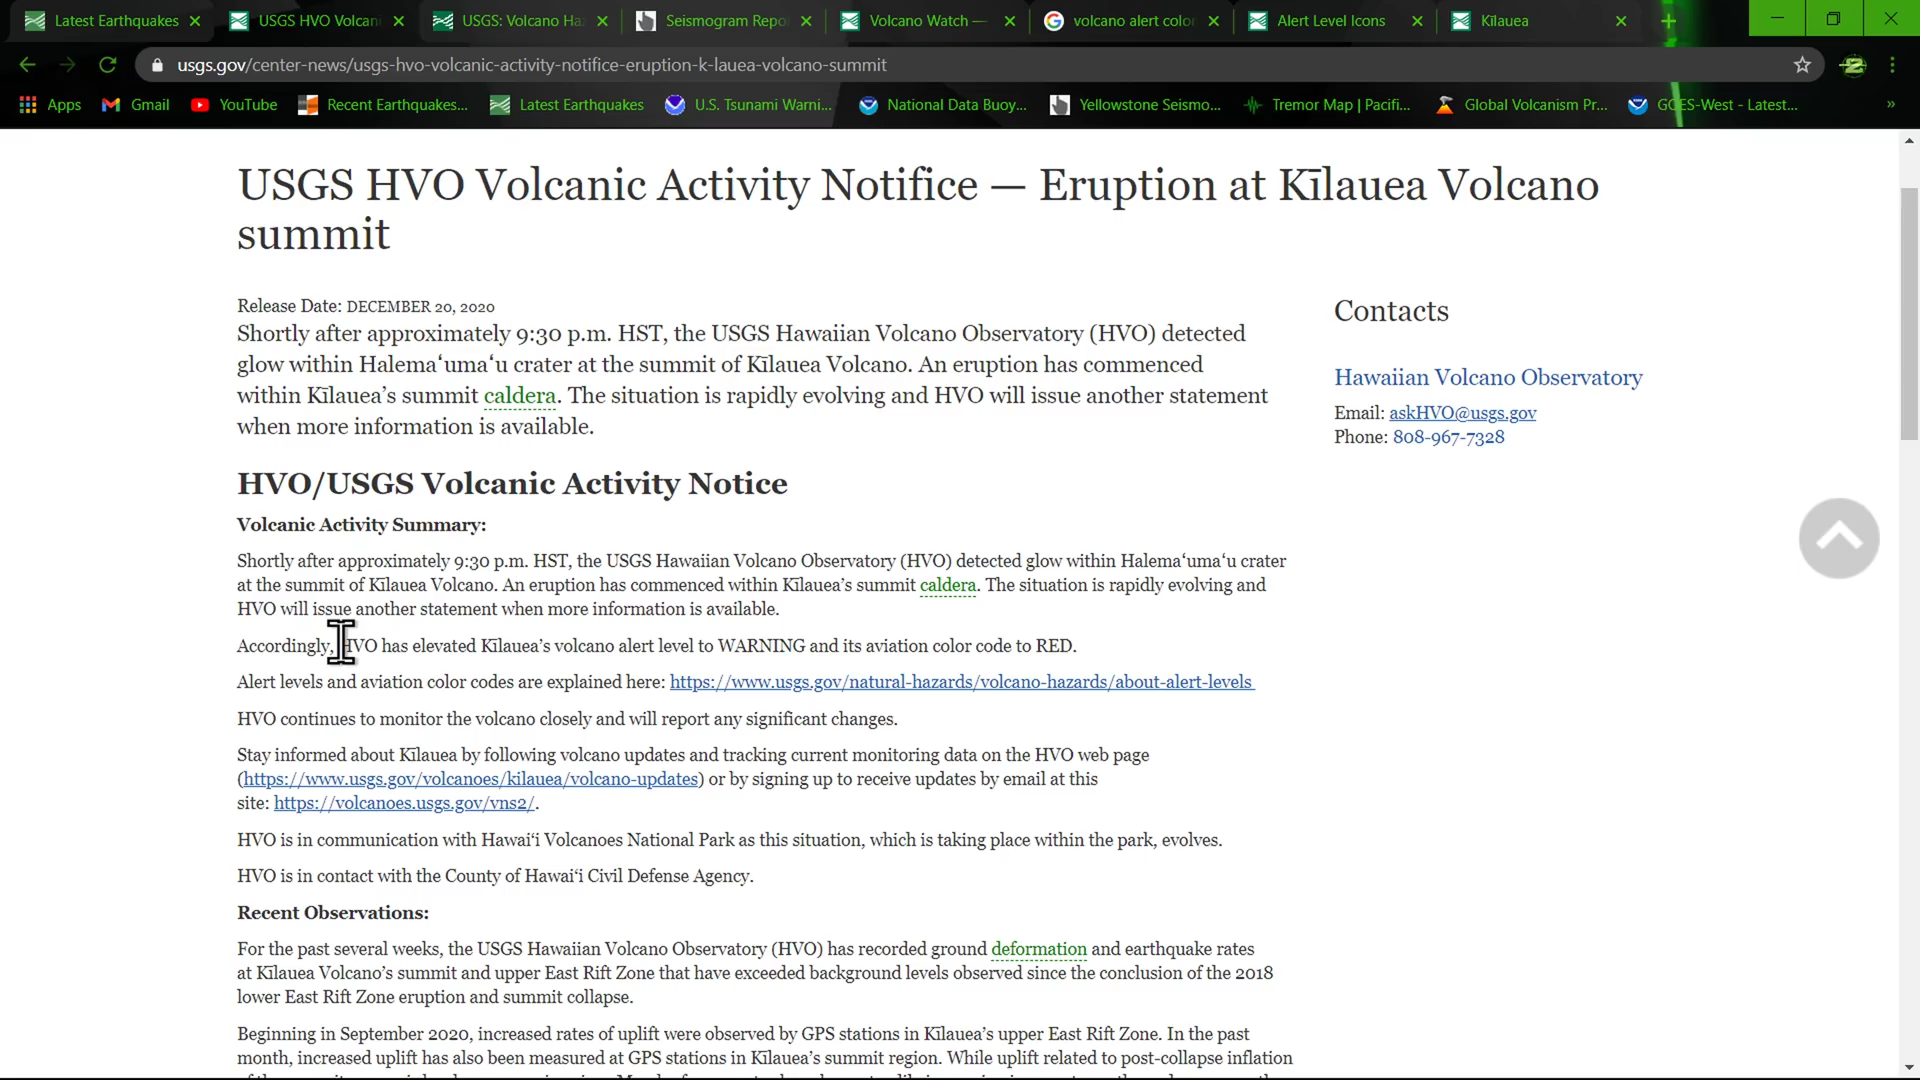 Latest Earthquakes
USGS HVO Volcani
USGS: Volcano Ha
Seismogram Repo
Volcano Watch —
volcano alert color
Alert Level Icons
Kīlauea
usgs.gov/center-news/usgs-hvo-volcanic-activity-notifice-eruption-k-lauea-volcano-summit
Apps
Gmail
YouTube
Recent Earthquakes...
Latest Earthquakes
U.S. Tsunami Warni...
National Data Buoy...
Yellowstone Seismo...
Tremor Map | Pacifi...
Global Volcanism Pr...
GOES-West - Latest...
USGS HVO Volcanic Activity Notifice — Eruption at Kīlauea Volcano
summit
Release Date: DECEMBER 20, 2020
Shortly after approximately 9:30 p.m. HST, the USGS Hawaiian Volcano Observatory (HVO) detected
glow within Halemaʻumaʻu crater at the summit of Kīlauea Volcano. An eruption has commenced
within Kīlauea’s summit caldera. The situation is rapidly evolving and HVO will issue another statement
when more information is available.
Contacts
Hawaiian Volcano Observatory
Email: askHVO@usgs.gov
Phone: 808-967-7328
HVO/USGS Volcanic Activity Notice
Volcanic Activity Summary:
Shortly after approximately 9:30 p.m. HST, the USGS Hawaiian Volcano Observatory (HVO) detected glow within Halemaʻumaʻu crater
at the summit of Kīlauea Volcano. An eruption has commenced within Kīlauea’s summit caldera. The situation is rapidly evolving and
HVO will issue another statement when more information is available.
Accordingly, HVO has elevated Kīlauea’s volcano alert level to WARNING and its aviation color code to RED.
Alert levels and aviation color codes are explained here: https://www.usgs.gov/natural-hazards/volcano-hazards/about-alert-levels
HVO continues to monitor the volcano closely and will report any significant changes.
Stay informed about Kīlauea by following volcano updates and tracking current monitoring data on the HVO web page
(https://www.usgs.gov/volcanoes/kilauea/volcano-updates) or by signing up to receive updates by email at this
site: https://volcanoes.usgs.gov/vns2/.
HVO is in communication with Hawaiʻi Volcanoes National Park as this situation, which is taking place within the park, evolves.
HVO is in contact with the County of Hawaiʻi Civil Defense Agency.
Recent Observations:
For the past several weeks, the USGS Hawaiian Volcano Observatory (HVO) has recorded ground deformation and earthquake rates
at Kīlauea Volcano’s summit and upper East Rift Zone that have exceeded background levels observed since the conclusion of the 2018
lower East Rift Zone eruption and summit collapse.
Beginning in September 2020, increased rates of uplift were observed by GPS stations in Kīlauea’s upper East Rift Zone. In the past
month, increased uplift has also been measured at GPS stations in Kīlauea’s summit region. While uplift related to post-collapse inflation